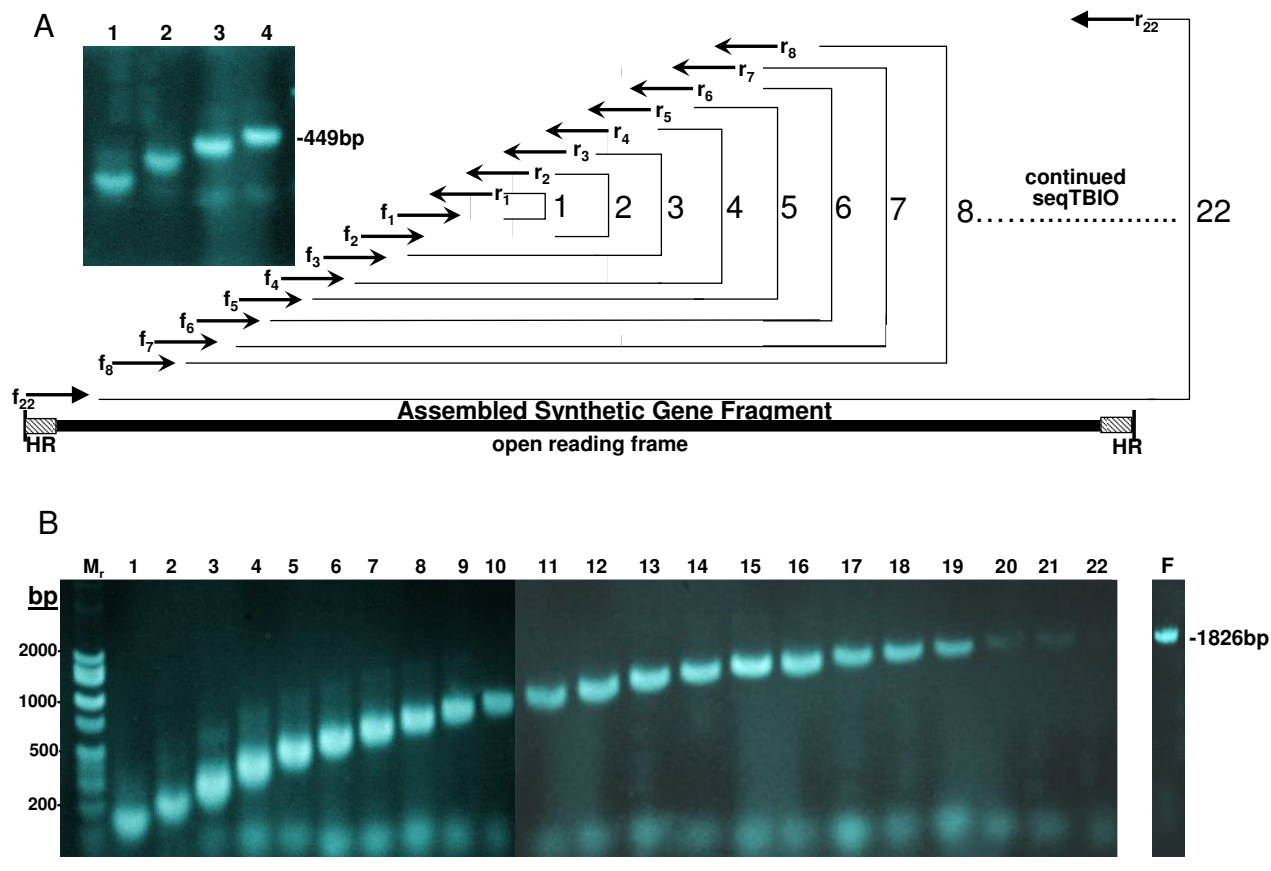 A
1 2 3 4
-449bp
r22
r8
r7
r6
r5
r4
r3
r2
r1
f1
f2
f3
f4
f5
f6
f7
f8
f22
1 2 3 4 5 6 7 8
continued
seqTBIO
22
Assembled Synthetic Gene Fragment
HR
open reading frame
HR
B
Mr 1 2 3 4 5 6 7 8 9 10 11 12 13 14 15 16 17 18 19 20 21 22 F
bp
2000
1000
500
200
-1826bp